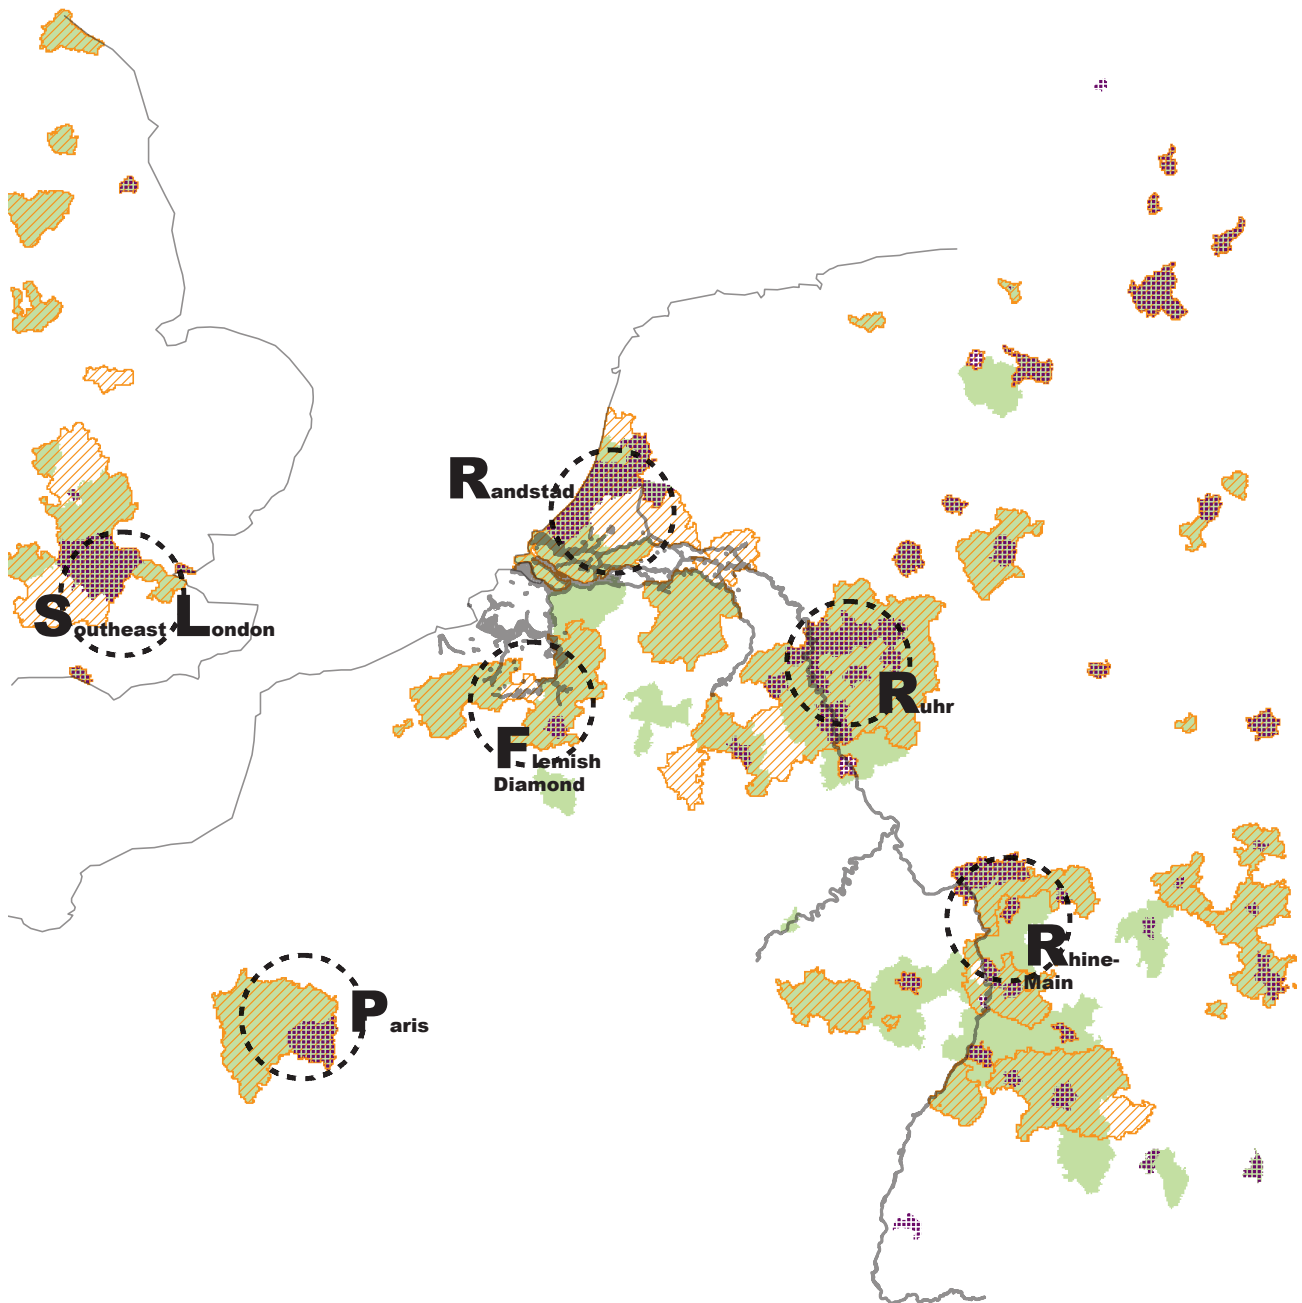 Randstad
Southeast London
Ruhr
Flemish
Diamond
Rhine-
Main
Paris